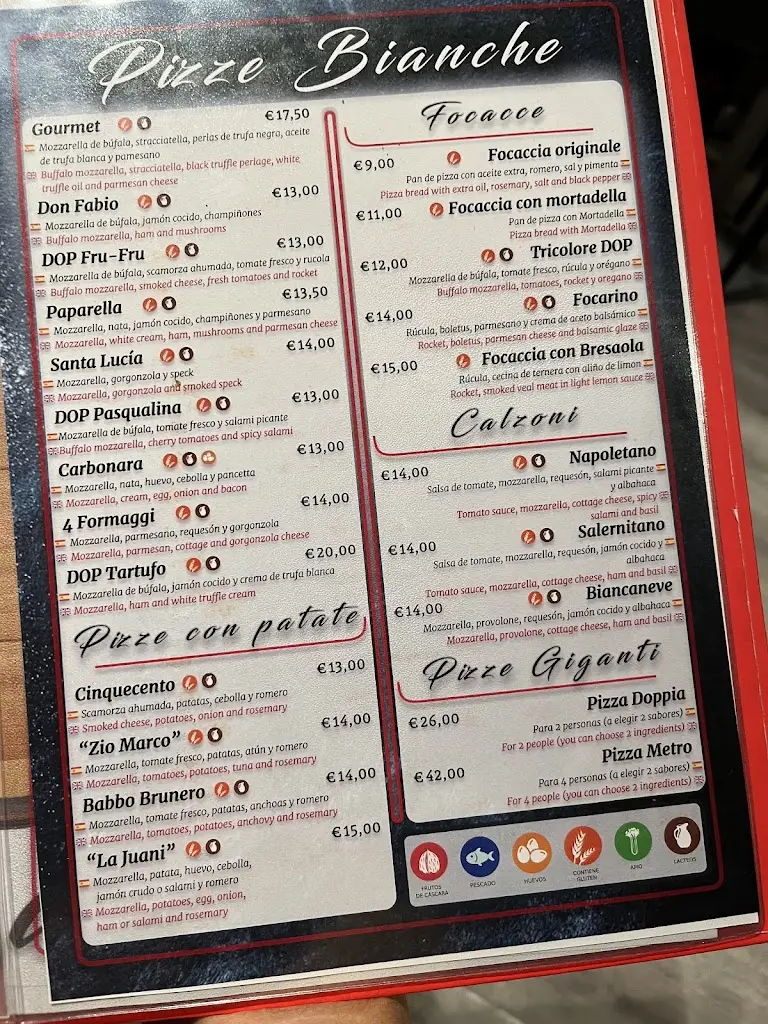 Pizze Bianche
Gourmet €17,50
Mozzarella de búfala, stracciatella, perlas de trufa negro, aceite
de trufa blanca y pamesano
Buffalo mozzarella, stracciatella, black truffle perlage, white
truffle oil and parmesan cheese
Don Fabio €13,00
Mozzarella de búfala, jamón cocido, champiñones
Buffalo mozzarella, ham and mushrooms
DOP Fru-Fru €13,00
Mozzarella de búfala, scamorza ahumada, tomate fresco y rucola
Buffalo mozzarella, smoked cheese, fresh tomatoes and rocket
Paparella €13,50
Mozzarella, nata, jamón cocido, champiñones y parmesano
Mozzarella, white cream, ham, mushrooms and parmesan cheese
Santa Lucía €14,00
Mozzarella, gorgonzola y speck
Mozzarella, gorgonzola and smoked speck
DOP Pasqualina €13,00
Mozzarella de búfala, tomate fresco y salami picante
Buffalo mozzarella, cherry tomatoes and spicy salami
Carbonara €13,00
Mozzarella, nata, huevo, cebolla y pancetta
Mozzarella, cream, egg, onion and bacon
4 Formaggi €14,00
Mozzarella, parmesano, requesón y gorgonzola
Mozzarella, parmesan, cottage and gorgonzola cheese
DOP Tartufo €20,00
Mozzarella de búfala, jamón cocido y crema de trufa blanca
Mozzarella, ham and white truffle cream
Pizze con patate
Cinquecento €13,00
Scamorza ahumada, patatas, cebolla y romero
Smoked cheese, potatoes, onion and rosemary
"Zio Marco" €14,00
Mozzarella, tomate fresco, patatas, atún y romero
Mozzarella, tomatoes, potatoes, tuna and rosemary
Babbo Brunero €14,00
Mozzarella, tomate fresco, patatas, anchoas y romero
Mozzarella, tomatoes, potatoes, anchovy and rosemary
"La Juani" €15,00
Mozzarella, patata, huevo, cebolla,
jamón crudo o salami y romero
Mozzarella, potatoes, egg, onion,
ham or salami and rosemary
Focacce
€9,00 Focaccia originale
Pan de pizza con aceite extra, romero, sal y pimienta
Pizza bread with extra oil, rosemary, salt and black pepper
€11,00 Focaccia con mortadella
Pan de pizza con Mortadella
Pizza bread with Mortadella
€12,00 Tricolore DOP
Mozzarella de búfala, tomate fresco, rúcula y orégano
Buffalo mozzarella, tomatoes, rocket y oregano
€14,00 Focarino
Rúcula, boletus, parmesano y crema de aceto balsámico
Rocket, boletus, parmesan cheese and balsamic glaze
€15,00 Focaccia con Bresaola
Rúcula, cecina de ternera con aliño de limon
Rocket, smoked veal meat in light lemon sauce
Calzoni
€14,00 Napoletano
Salsa de tomate, mozzarella, requesón, salami picante
y albahaca
Tomato sauce, mozzarella, cottage cheese, spicy
salami and basil
€14,00 Salernitano
Salsa de tomate, mozzarella, requesón, jamón cocido y
albahaca
Tomato sauce, mozzarella, cottage cheese, ham and basil
€14,00 Biancaneve
Mozzarella, provolone, requesón, jamón cocido y albahaca
Mozzarella, provolone, cottage cheese, ham and basil
Pizze Giganti
€26,00 Pizza Doppia
Para 2 personas (a elegir 2 sabores)
For 2 people (you can choose 2 ingredients)
€42,00 Pizza Metro
Para 4 personas (a elegir 2 sabores)
For 4 people (you can choose 2 ingredients)
FRUTOS
DE CASCARA
PESCADO
HUEVOS
CONTIENE
GLUTEN
APIO
LACTEOS